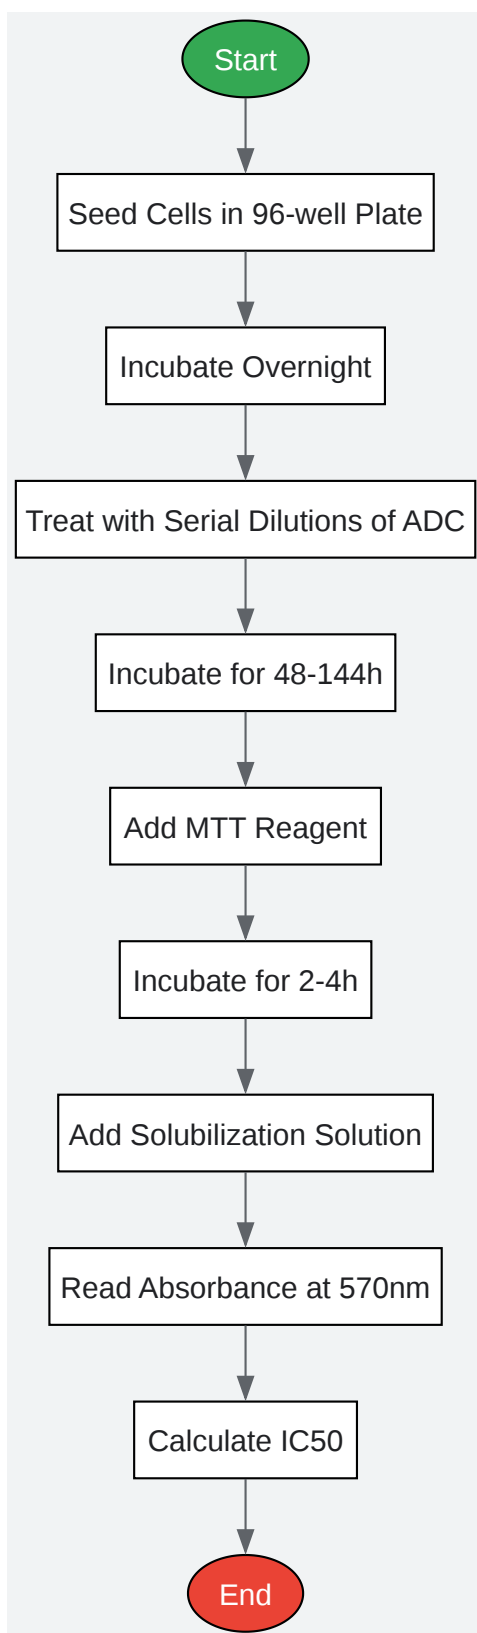 Start
Seed Cells in 96-well Plate
Incubate Overnight
Treat with Serial Dilutions of ADC
Incubate for 48-144h
Add MTT Reagent
Incubate for 2-4h
Add Solubilization Solution
Read Absorbance at 570nm
Calculate IC50
End